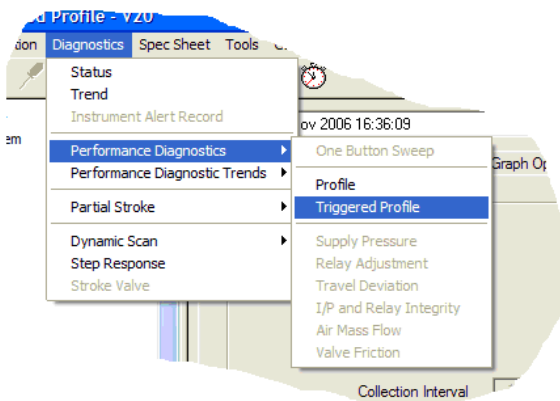 d Profile - V20
tion Diagnostics Spec Sheet Tools
Status
Trend
Instrument Alert Record
ov 2006 16:36:09
em
Performance Diagnostics
One Button Sweep
Graph Op
Performance Diagnostic Trends
Profile
Partial Stroke
Triggered Profile
Dynamic Scan
Supply Pressure
Step Response
Relay Adjustment
Stroke Valve
Travel Deviation
I/P and Relay Integrity
Air Mass Flow
Valve Friction
Collection Interval